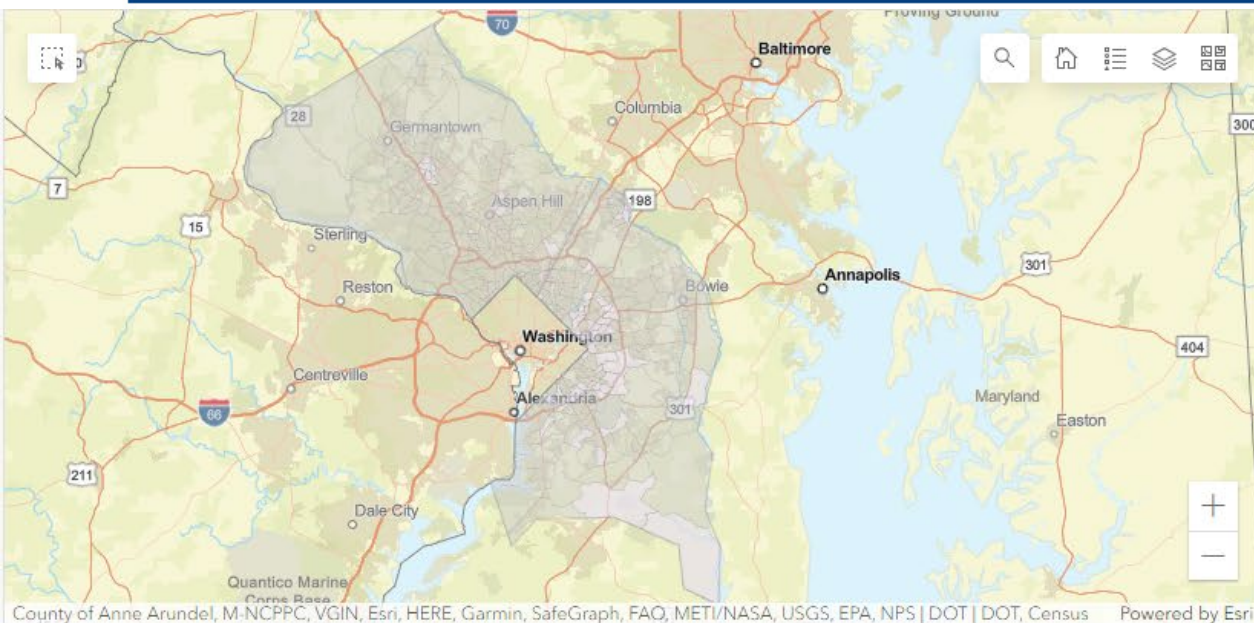 70
Proving Ground
Baltimore
Columbia
28
Germantown
300
7
Aspen Hill
198
15
Sterling
301
Annapolis
Reston
Bowie
Washington
404
Centreville
Maryland
66
Alexandria
301
Easton
211
Dale City
Quantico Marine
Corps Base
County of Anne Arundel, M-NCPPC, VGIN, Esri, HERE, Garmin, SafeGraph, FAO, METI/NASA, USGS, EPA, NPS | DOT | DOT, Census
Powered by Esri